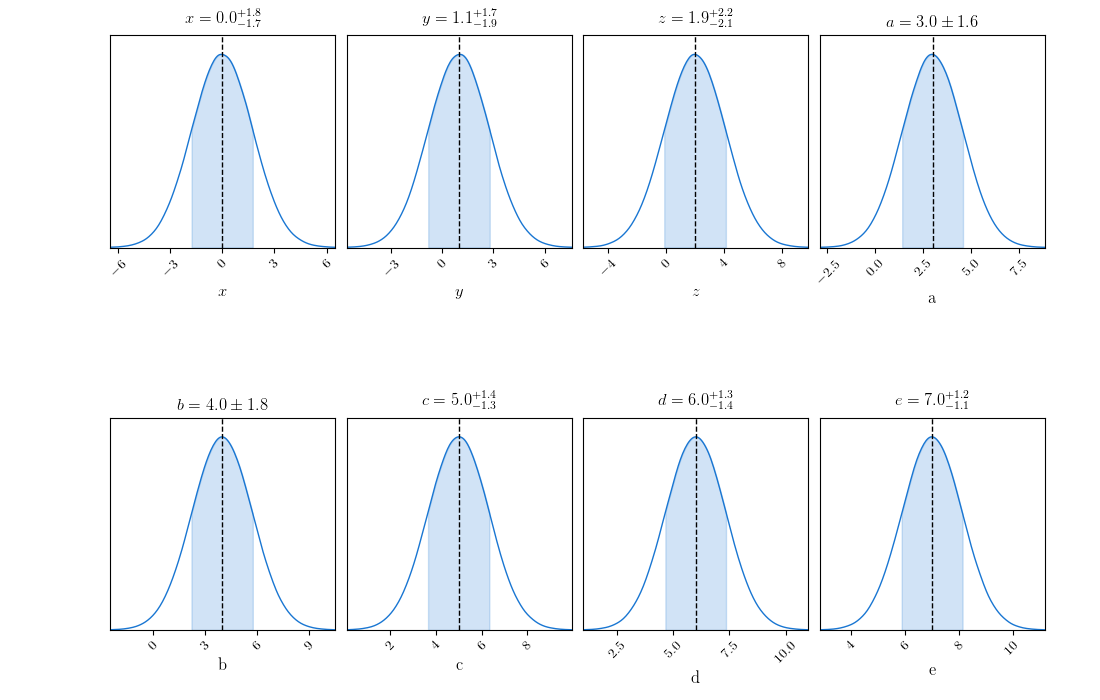 x = 0.0^{+1.8}_{-1.7} y = 1.1^{+1.7}_{-1.9} z = 1.9^{+2.2}_{-2.1} a = 3.0 ± 1.6
−6 −3 0 3 6 −3 0 3 6 −4 0 4 8 −2.5 0.0 2.5 5.0 7.5
x y z a
b = 4.0 ± 1.8 c = 5.0^{+1.4}_{-1.3} d = 6.0^{+1.3}_{-1.4} e = 7.0^{+1.2}_{-1.1}
0 3 6 9 2 4 6 8 2.5 5.0 7.5 10.0 4 6 8 10
b c d e